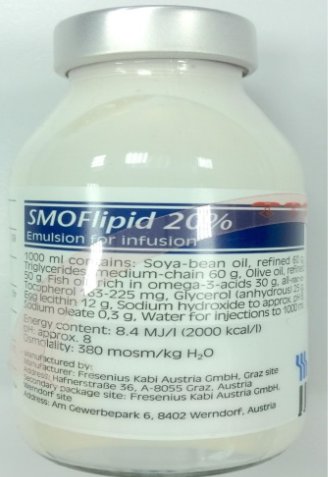 SMOFlipid 20%
Emulsion for infusion
1000 ml contains: Soya-bean oil, refined 60 g,
Triglycerides, medium-chain 60 g, Olive oil, refined
50 g, Fish oil, rich in omega-3-acids 30 g, all-
Tocopherol 163-225 mg, Glycerol (anhydrous) 25 g,
Egg lecithin 12 g, Sodium hydroxide to approx. pH
Sodium oleate 0,3 g, Water for injections to 1000 ml
Energy content: 8.4 MJ/l (2000 kcal/l)
pH: approx. 8
Osmolality: 380 mosm/kg H₂O
Manufactured by:
Manufacturer: Fresenius Kabi Austria GmbH, Graz site
Address: Hafnerstraße 36, A-8055 Graz, Austria
Secondary package site: Fresenius Kabi Austria GmbH,
Werndorf site
Address: Am Gewerbepark 6, 8402 Werndorf, Austria